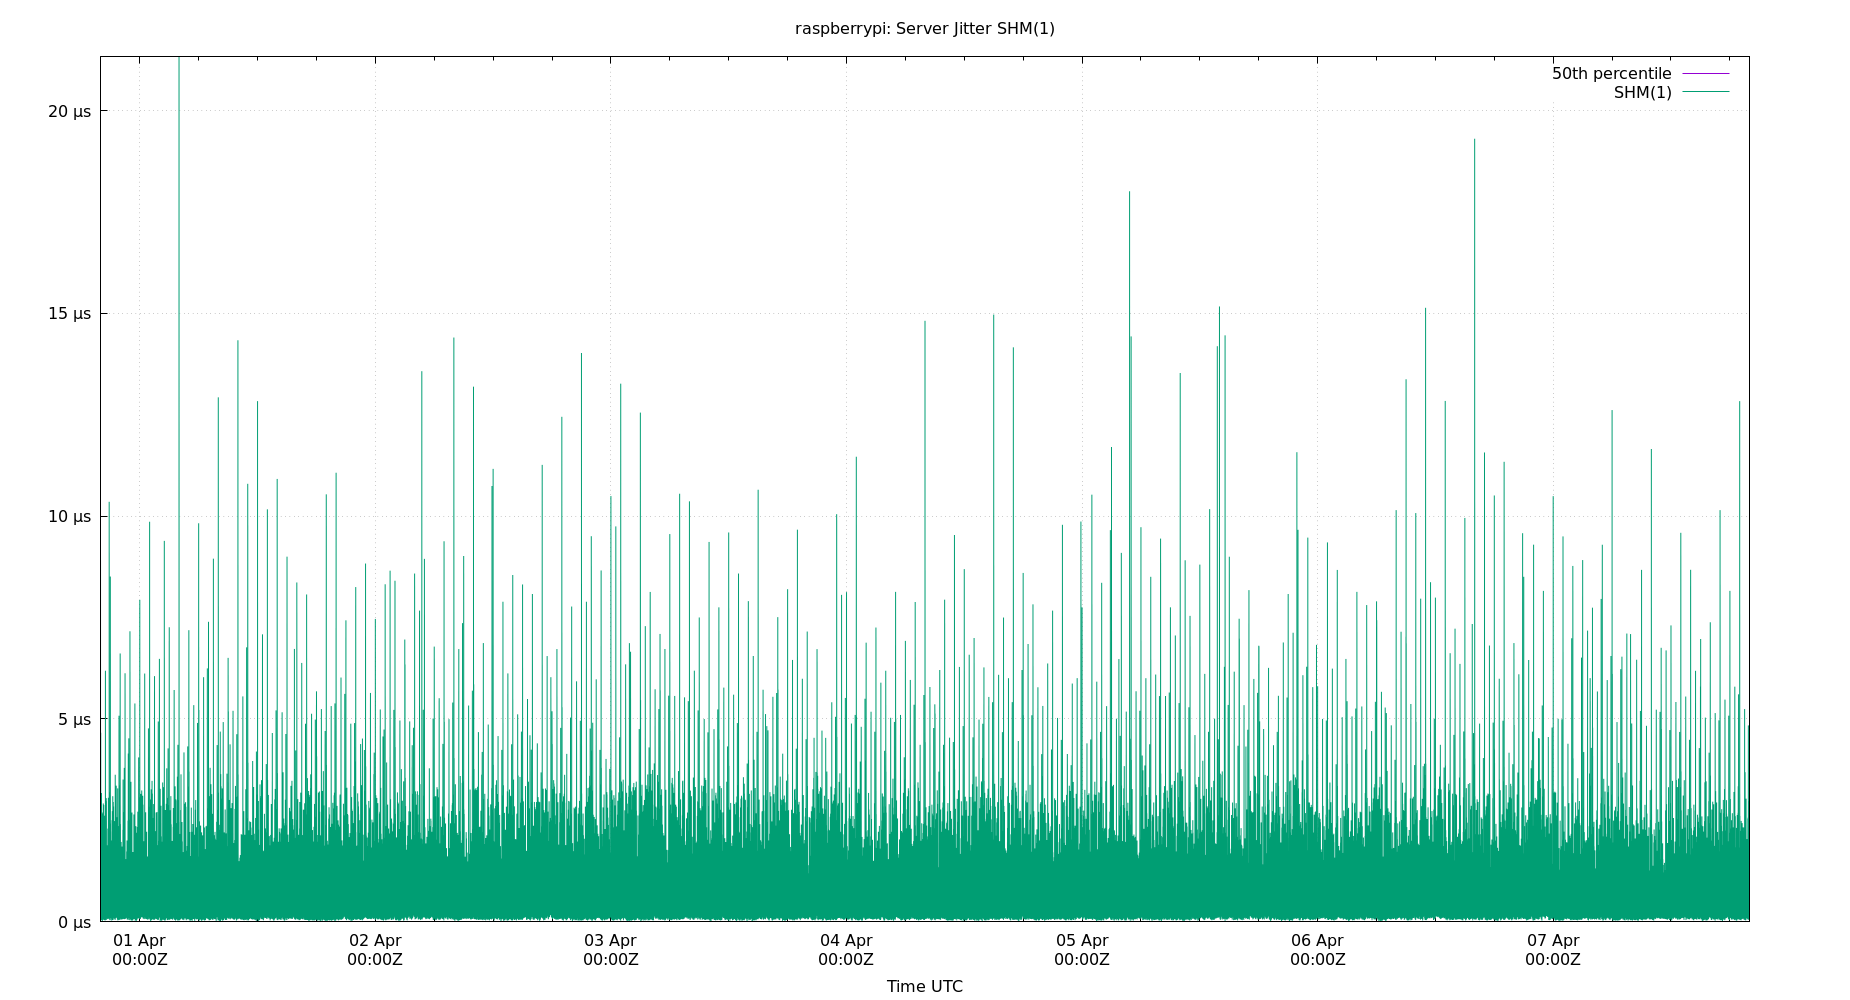 raspberrypi: Server Jitter SHM(1)
50th percentile
SHM(1)
20 µs
15 µs
10 µs
5 µs
0 µs
01 Apr 02 Apr 03 Apr 04 Apr 05 Apr 06 Apr 07 Apr
00:00Z 00:00Z 00:00Z 00:00Z 00:00Z 00:00Z 00:00Z
Time UTC